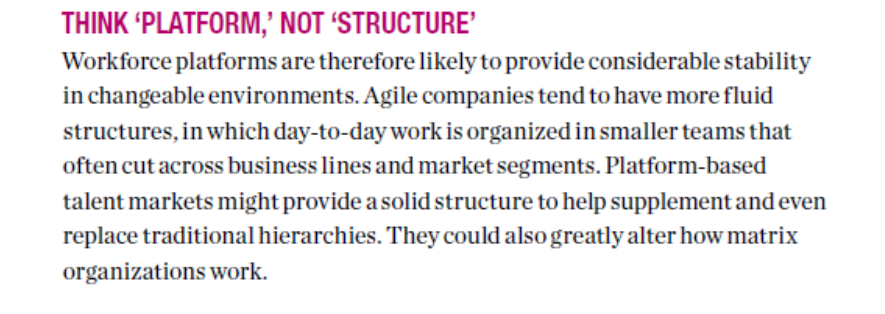 THINK ‘PLATFORM,’ NOT ‘STRUCTURE’
Workforce platforms are therefore likely to provide considerable stability
in changeable environments. Agile companies tend to have more fluid
structures, in which day-to-day work is organized in smaller teams that
often cut across business lines and market segments. Platform-based
talent markets might provide a solid structure to help supplement and even
replace traditional hierarchies. They could also greatly alter how matrix
organizations work.